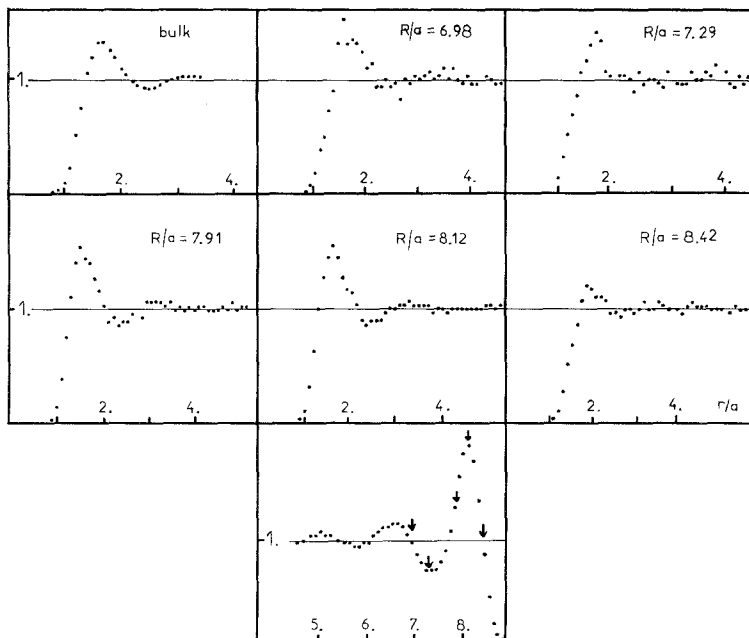 bulk
R/a = 6.98
R/a = 7.29
1.
2. 4.
2. 4.
2. 4.
R/a = 7.91
R/a = 8.12
R/a = 8.42
1.
2. 4.
2. 4.
2. 4. r/a
1.
5. 6. 7. 8.